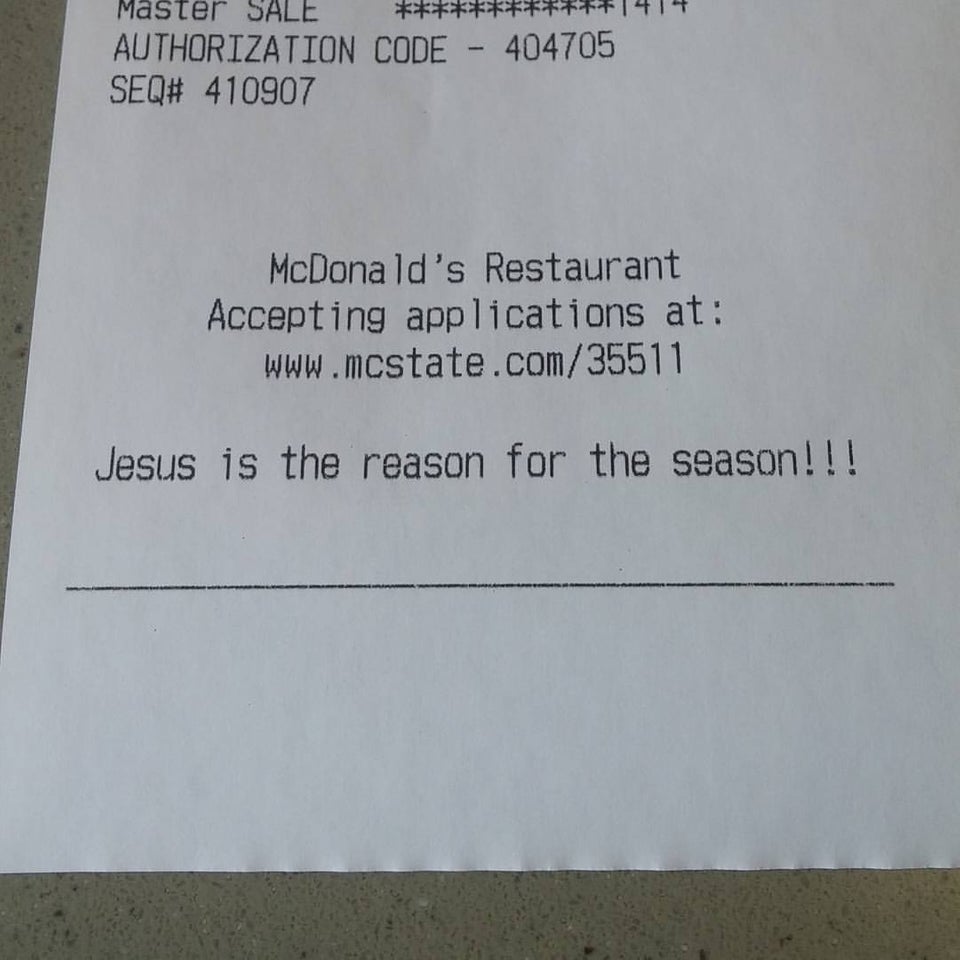 Master SALE ************1414
AUTHORIZATION CODE - 404705
SEQ# 410907
McDonald's Restaurant
Accepting applications at:
www.mcstate.com/35511
Jesus is the reason for the season!!!